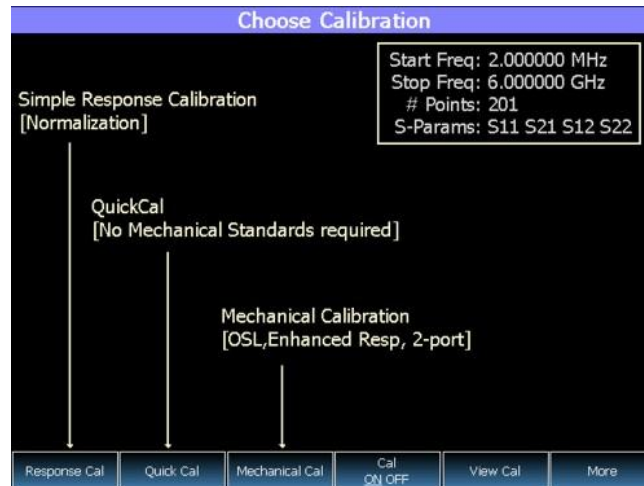 Choose Calibration
Start Freq: 2.000000 MHz
Stop Freq: 6.000000 GHz
# Points: 201
S-Params: S11 S21 S12 S22
Simple Response Calibration
[Normalization]
QuickCal
[No Mechanical Standards required]
Mechanical Calibration
[OSL,Enhanced Resp, 2-port]
Response Cal
Quick Cal
Mechanical Cal
Cal
ON OFF
View Cal
More